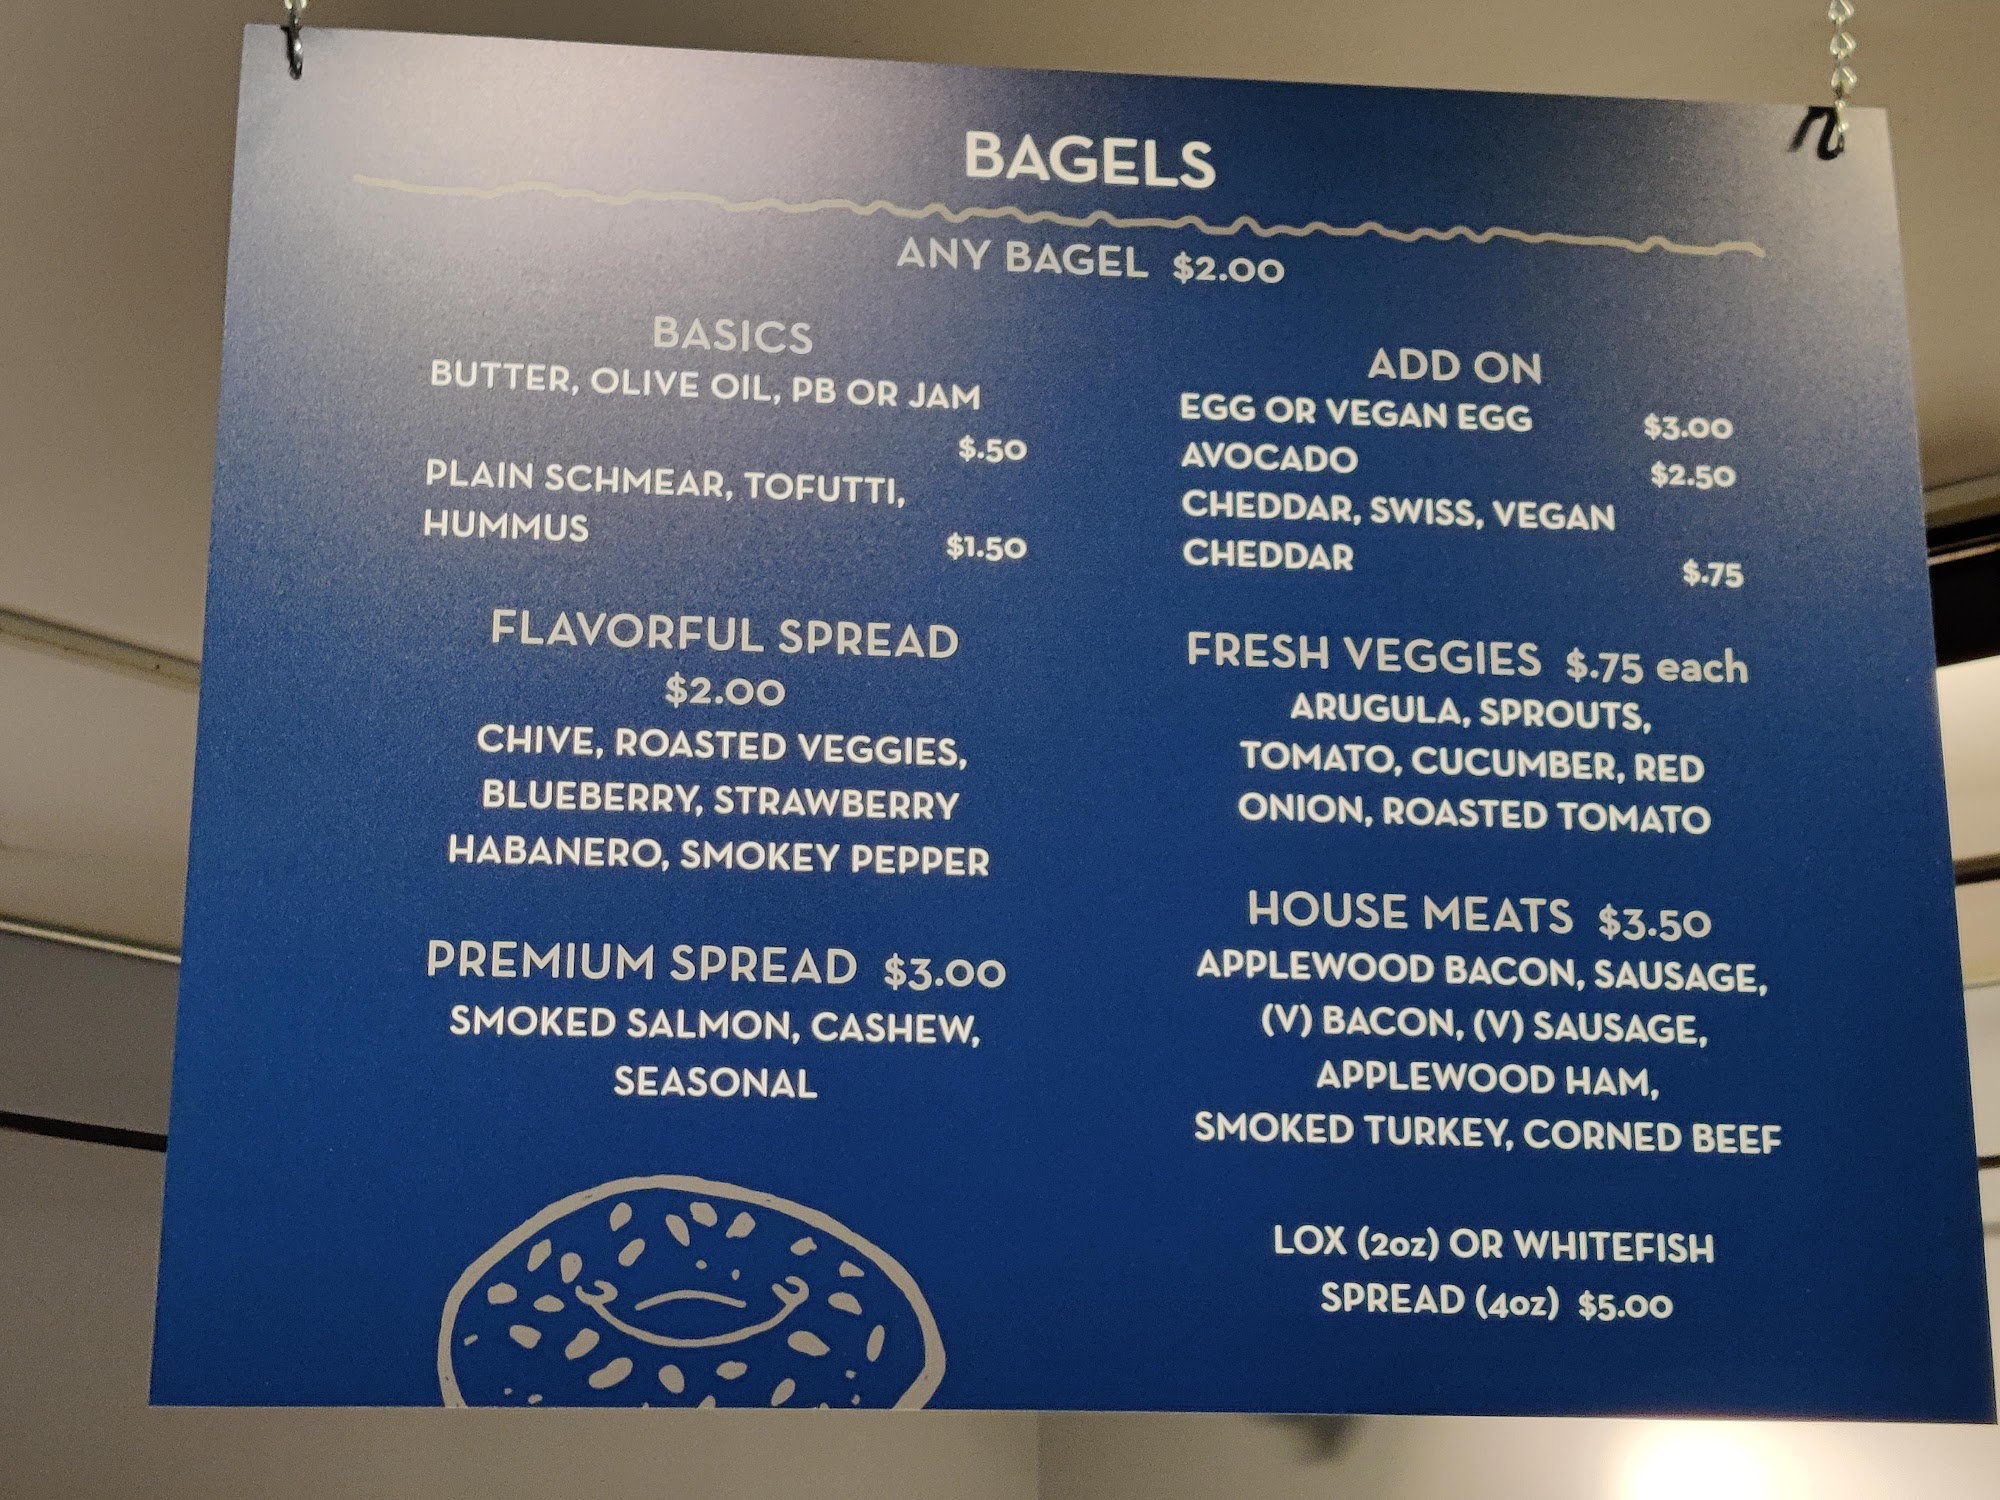 BAGELS
ANY BAGEL $2.00
BASICS
BUTTER, OLIVE OIL, PB OR JAM
$.50
PLAIN SCHMEAR, TOFUTTI,
HUMMUS $1.50
FLAVORFUL SPREAD
$2.00
CHIVE, ROASTED VEGGIES,
BLUEBERRY, STRAWBERRY
HABANERO, SMOKEY PEPPER
PREMIUM SPREAD $3.00
SMOKED SALMON, CASHEW,
SEASONAL
ADD ON
EGG OR VEGAN EGG $3.00
AVOCADO $2.50
CHEDDAR, SWISS, VEGAN
CHEDDAR $.75
FRESH VEGGIES $.75 each
ARUGULA, SPROUTS,
TOMATO, CUCUMBER, RED
ONION, ROASTED TOMATO
HOUSE MEATS $3.50
APPLEWOOD BACON, SAUSAGE,
(V) BACON, (V) SAUSAGE,
APPLEWOOD HAM,
SMOKED TURKEY, CORNED BEEF
LOX (2oz) OR WHITEFISH
SPREAD (4oz) $5.00